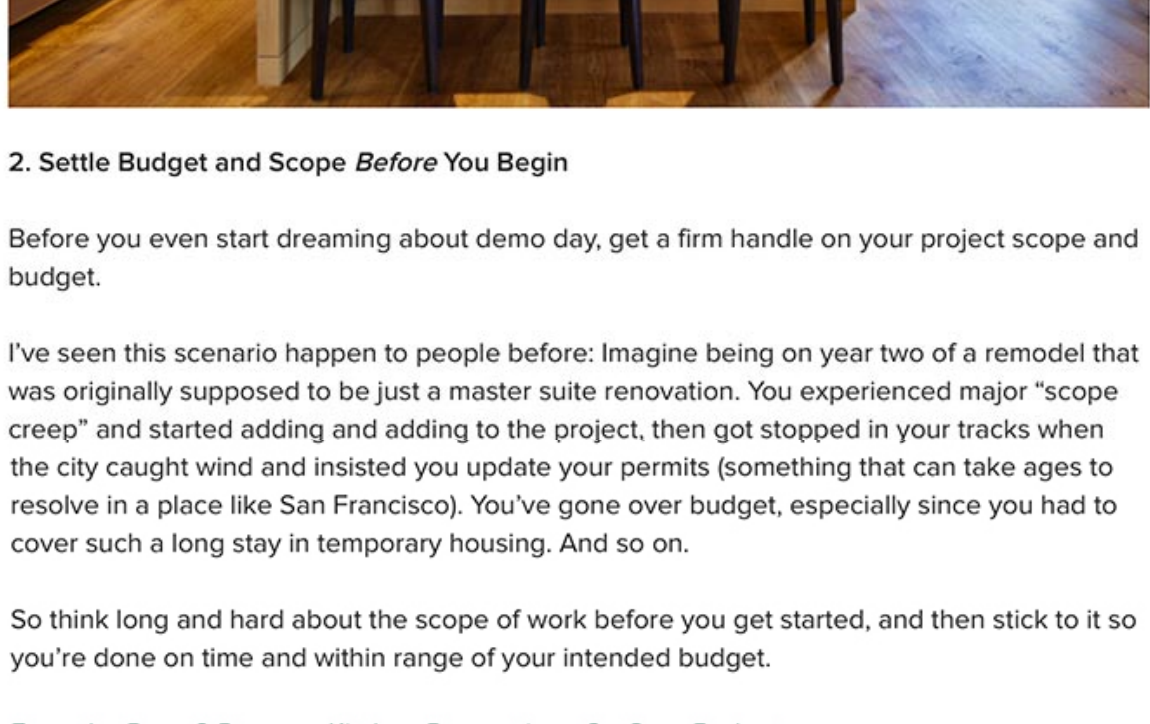 2. Settle Budget and Scope Before You Begin
Before you even start dreaming about demo day, get a firm handle on your project scope and
budget.
I’ve seen this scenario happen to people before: Imagine being on year two of a remodel that
was originally supposed to be just a master suite renovation. You experienced major “scope
creep” and started adding and adding to the project, then got stopped in your tracks when
the city caught wind and insisted you update your permits (something that can take ages to
resolve in a place like San Francisco). You’ve gone over budget, especially since you had to
cover such a long stay in temporary housing. And so on.
So think long and hard about the scope of work before you get started, and then stick to it so
you’re done on time and within range of your intended budget.